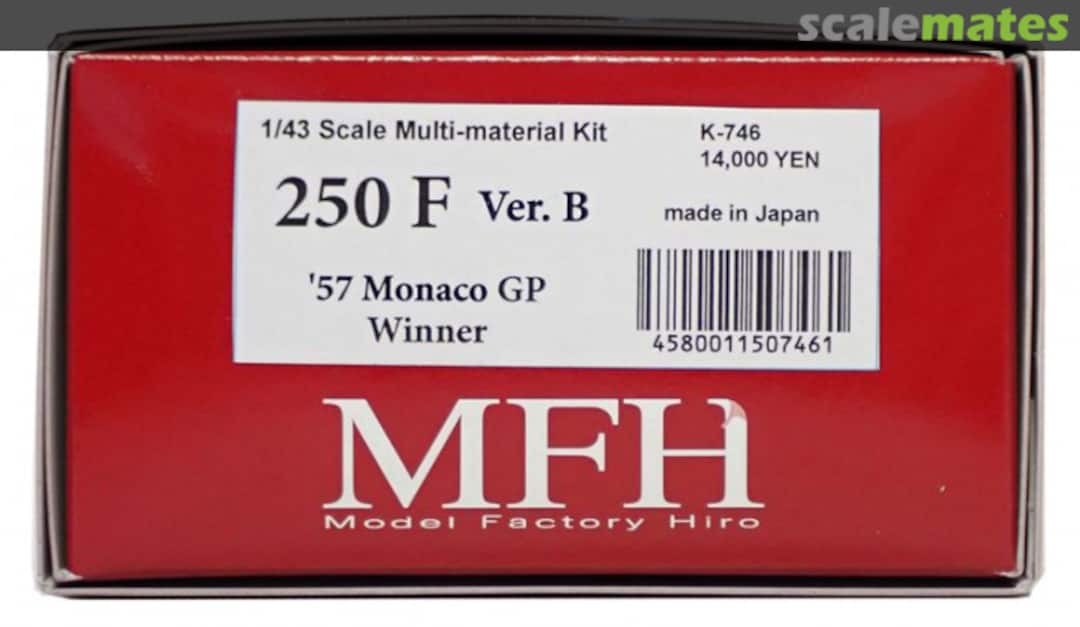 scalemates
1/43 Scale Multi-material Kit
K-746
14,000 YEN
250 F Ver. B
made in Japan
'57 Monaco GP
Winner
4580011507461
MFH
Model Factory Hiro